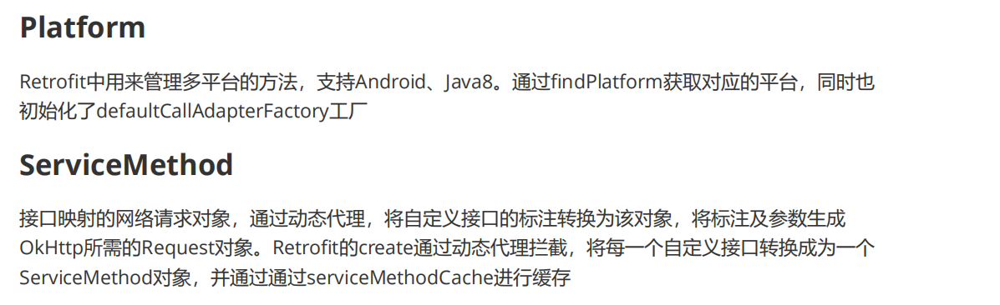 Platform
Retrofit中用来管理多平台的方法，支持Android、Java8。通过findPlatform获取对应的平台，同时也
初始化了defaultCallAdapterFactory工厂
ServiceMethod
接口映射的网络请求对象，通过动态代理，将自定义接口的标注转换为该对象，将标注及参数生成
OkHttp所需的Request对象。Retrofit的create通过动态代理拦截，将每一个自定义接口转换成为一个
ServiceMethod对象，并通过通过serviceMethodCache进行缓存